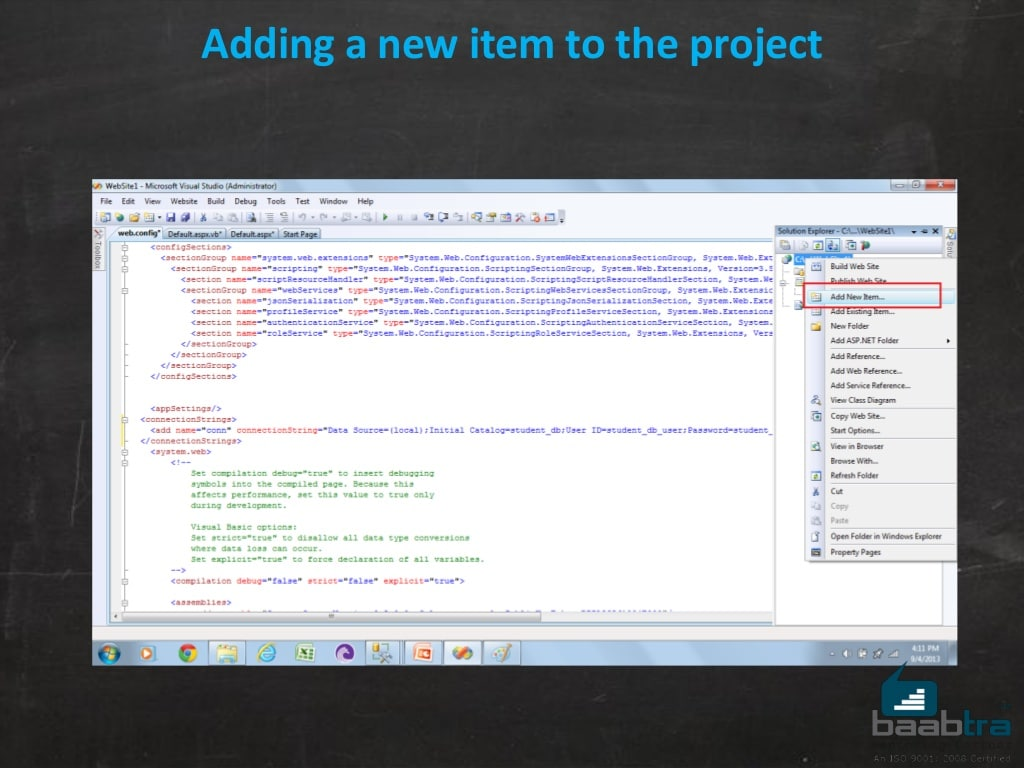 Adding a new item to the project
WebSite1 - Microsoft Visual Studio (Administrator)
File Edit View Website Build Debug Tools Test Window Help
web.config* Default.aspx.vb* Default.aspx* Start Page
Toolbox
<configSections>
<sectionGroup name="system.web.extensions" type="System.Web.Configuration.SystemWebExtensionsSectionGroup, System.Web.Ext
<sectionGroup name="scripting" type="System.Web.Configuration.ScriptingSectionGroup, System.Web.Extensions, Version=3.5
<section name="scriptResourceHandler" type="System.Web.Configuration.ScriptingScriptResourceHandlerSection, System.We
<sectionGroup name="webServices" type="System.Web.Configuration.ScriptingWebServicesSectionGroup, System.Web.Extensio
<section name="jsonSerialization" type="System.Web.Configuration.ScriptingJsonSerializationSection, System.Web.Exte
<section name="profileService" type="System.Web.Configuration.ScriptingProfileServiceSection, System.Web.Extensions
<section name="authenticationService" type="System.Web.Configuration.ScriptingAuthenticationServiceSection, System.
<section name="roleService" type="System.Web.Configuration.ScriptingRoleServiceSection, System.Web.Extensions, Vers
</sectionGroup>
</sectionGroup>
</sectionGroup>
</configSections>
<appSettings/>
<connectionStrings>
<add name="conn" connectionString="Data Source=(local);Initial Catalog=student_db;User ID=student_db_user;Password=student_
</connectionStrings>
<system.web>
<!--
Set compilation debug="true" to insert debugging
symbols into the compiled page. Because this
affects performance, set this value to true only
during development.
Visual Basic options:
Set strict="true" to disallow all data type conversions
where data loss can occur.
Set explicit="true" to force declaration of all variables.
-->
<compilation debug="false" strict="false" explicit="true">
<assemblies>
Solution Explorer - C:\...\WebSite1\
Build Web Site
Publish Web Site
Add New Item...
Add Existing Item...
New Folder
Add ASP.NET Folder
Add Reference...
Add Web Reference...
Add Service Reference...
View Class Diagram
Copy Web Site...
Start Options...
View in Browser
Browse With...
Refresh Folder
Cut
Copy
Paste
Open Folder in Windows Explorer
Property Pages
4:11 PM
9/4/2013
baabtra
An ISO 9001: 2008 Certified